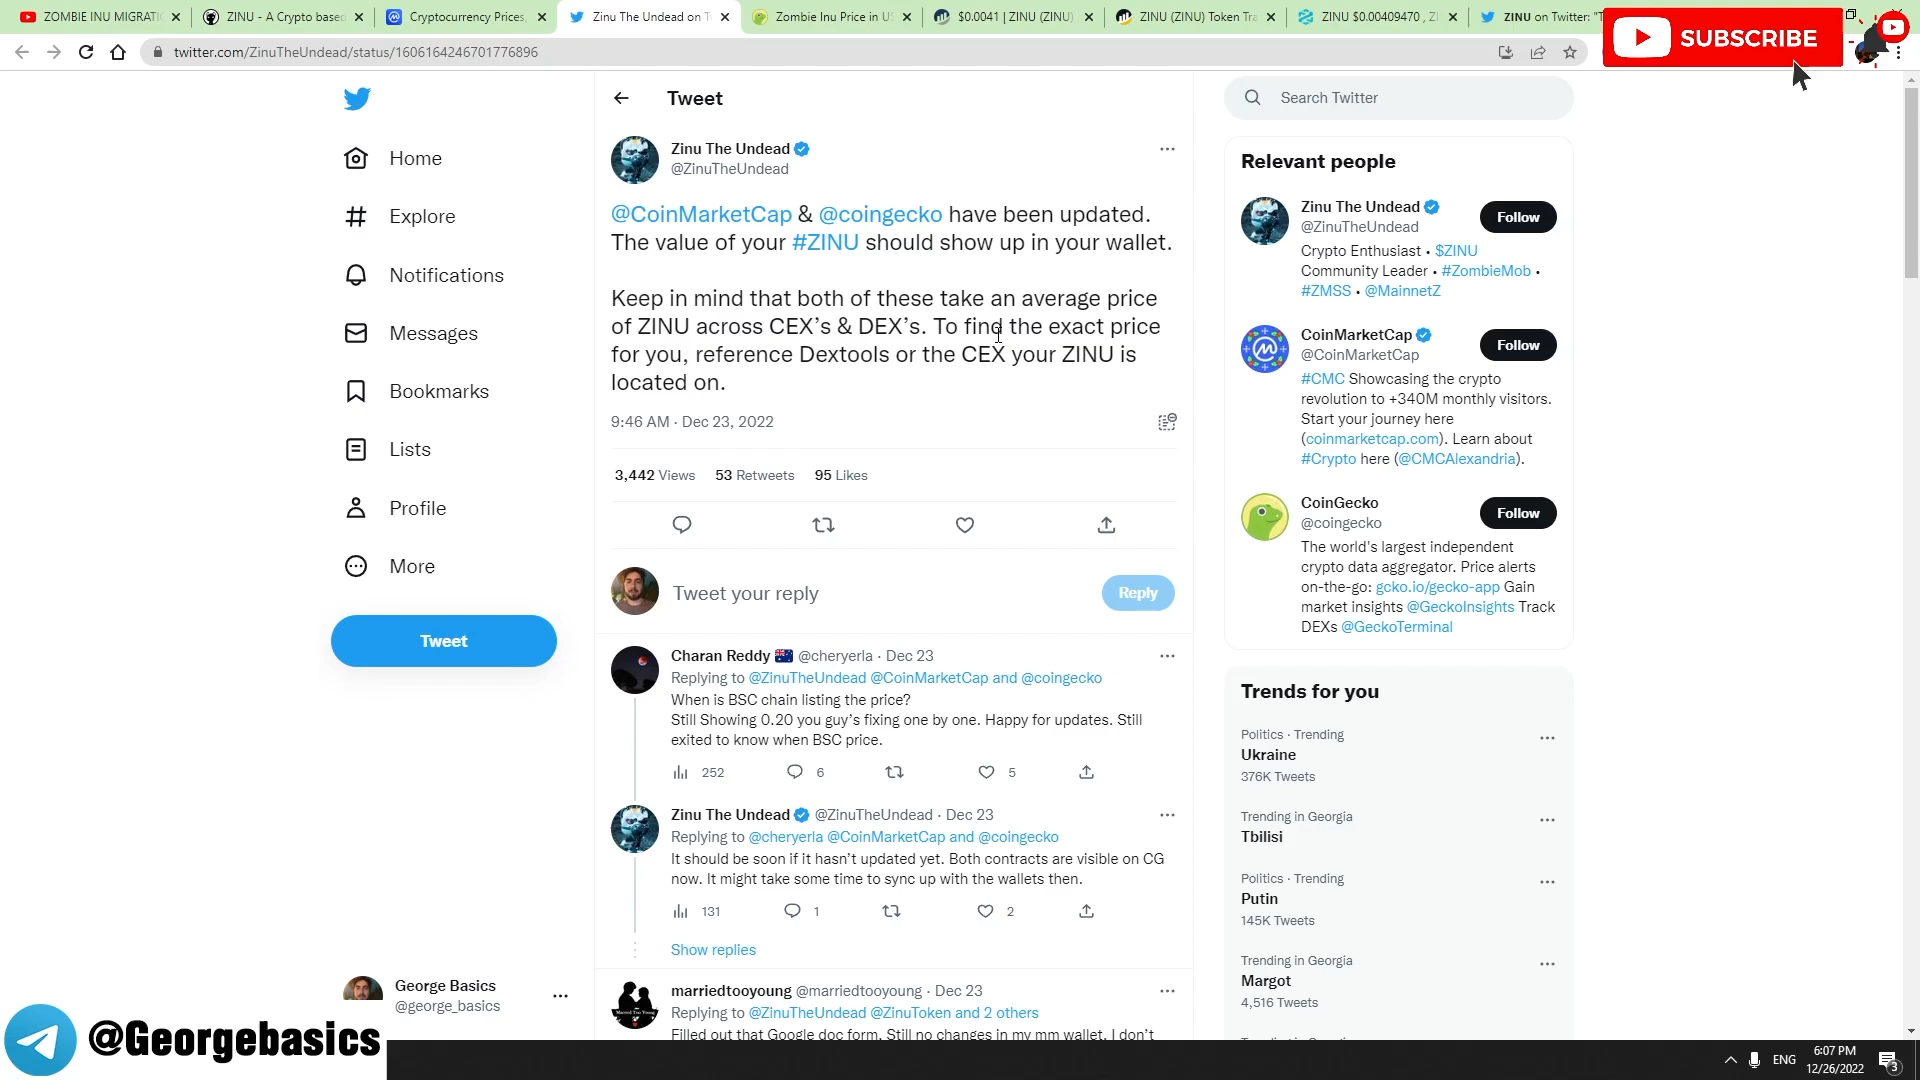 ZOMBIE INU MIGRATI
ZINU - A Crypto based
Cryptocurrency Prices,
Zinu The Undead on T
Zombie Inu Price in US
$0.0041 | ZINU (ZINU)
ZINU (ZINU) Token Tra
ZINU $0.00409470 , Z
ZINU on Twitter: "T
SUBSCRIBE
twitter.com/ZinuTheUndead/status/1606164246701776896
Home
Explore
Notifications
Messages
Bookmarks
Lists
Profile
More
Tweet
George Basics
@george_basics
@Georgebasics
Tweet
Zinu The Undead
@ZinuTheUndead
@CoinMarketCap & @coingecko have been updated.
The value of your #ZINU should show up in your wallet.
Keep in mind that both of these take an average price
of ZINU across CEX's & DEX's. To find the exact price
for you, reference Dextools or the CEX your ZINU is
located on.
9:46 AM · Dec 23, 2022
3,442 Views 53 Retweets 95 Likes
Tweet your reply
Reply
Charan Reddy @cheryerla · Dec 23
Replying to @ZinuTheUndead @CoinMarketCap and @coingecko
When is BSC chain listing the price?
Still Showing 0.20 you guy's fixing one by one. Happy for updates. Still
exited to know when BSC price.
252 6 5
Zinu The Undead @ZinuTheUndead · Dec 23
Replying to @cheryerla @CoinMarketCap and @coingecko
It should be soon if it hasn't updated yet. Both contracts are visible on CG
now. It might take some time to sync up with the wallets then.
131 1 2
Show replies
marriedtooyoung @marriedtooyoung · Dec 23
Replying to @ZinuTheUndead @ZinuToken and 2 others
Filled out that Google doc form. Still no changes in my mm wallet. I don't
Search Twitter
Relevant people
Zinu The Undead
@ZinuTheUndead
Follow
Crypto Enthusiast • $ZINU
Community Leader • #ZombieMob •
#ZMSS • @MainnetZ
CoinMarketCap
@CoinMarketCap
Follow
#CMC Showcasing the crypto
revolution to +340M monthly visitors.
Start your journey here
(coinmarketcap.com). Learn about
#Crypto here (@CMCAlexandria).
CoinGecko
@coingecko
Follow
The world's largest independent
crypto data aggregator. Price alerts
on-the-go: gcko.io/gecko-app Gain
market insights @GeckoInsights Track
DEXs @GeckoTerminal
Trends for you
Politics · Trending
Ukraine
376K Tweets
Trending in Georgia
Tbilisi
Politics · Trending
Putin
145K Tweets
Trending in Georgia
Margot
4,516 Tweets
ENG
6:07 PM
12/26/2022
3